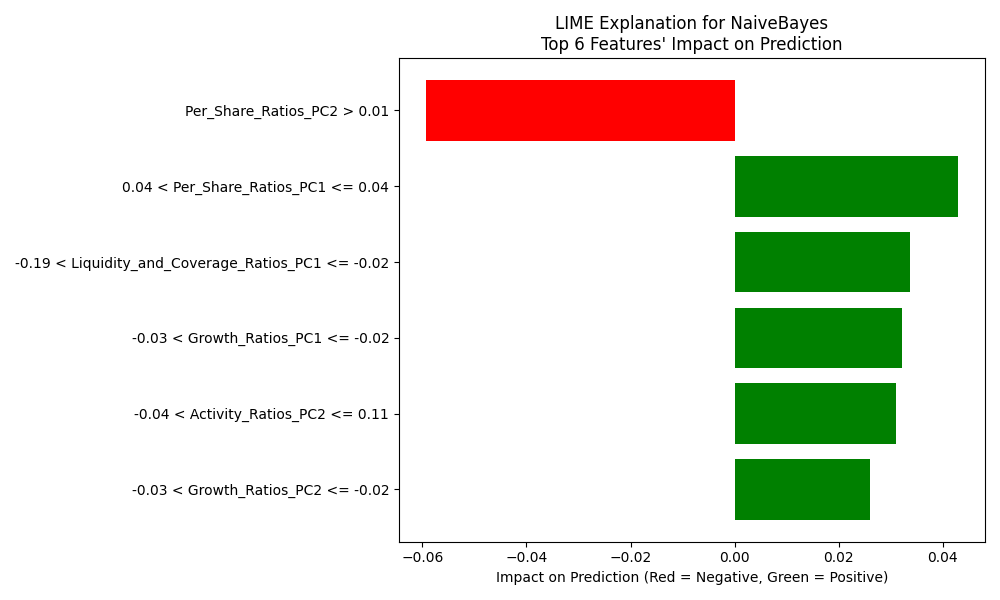 LIME Explanation for NaiveBayes
Top 6 Features' Impact on Prediction
Per_Share_Ratios_PC2 > 0.01
0.04 < Per_Share_Ratios_PC1 <= 0.04
-0.19 < Liquidity_and_Coverage_Ratios_PC1 <= -0.02
-0.03 < Growth_Ratios_PC1 <= -0.02
-0.04 < Activity_Ratios_PC2 <= 0.11
-0.03 < Growth_Ratios_PC2 <= -0.02
−0.06 −0.04 −0.02 0.00 0.02 0.04
Impact on Prediction (Red = Negative, Green = Positive)